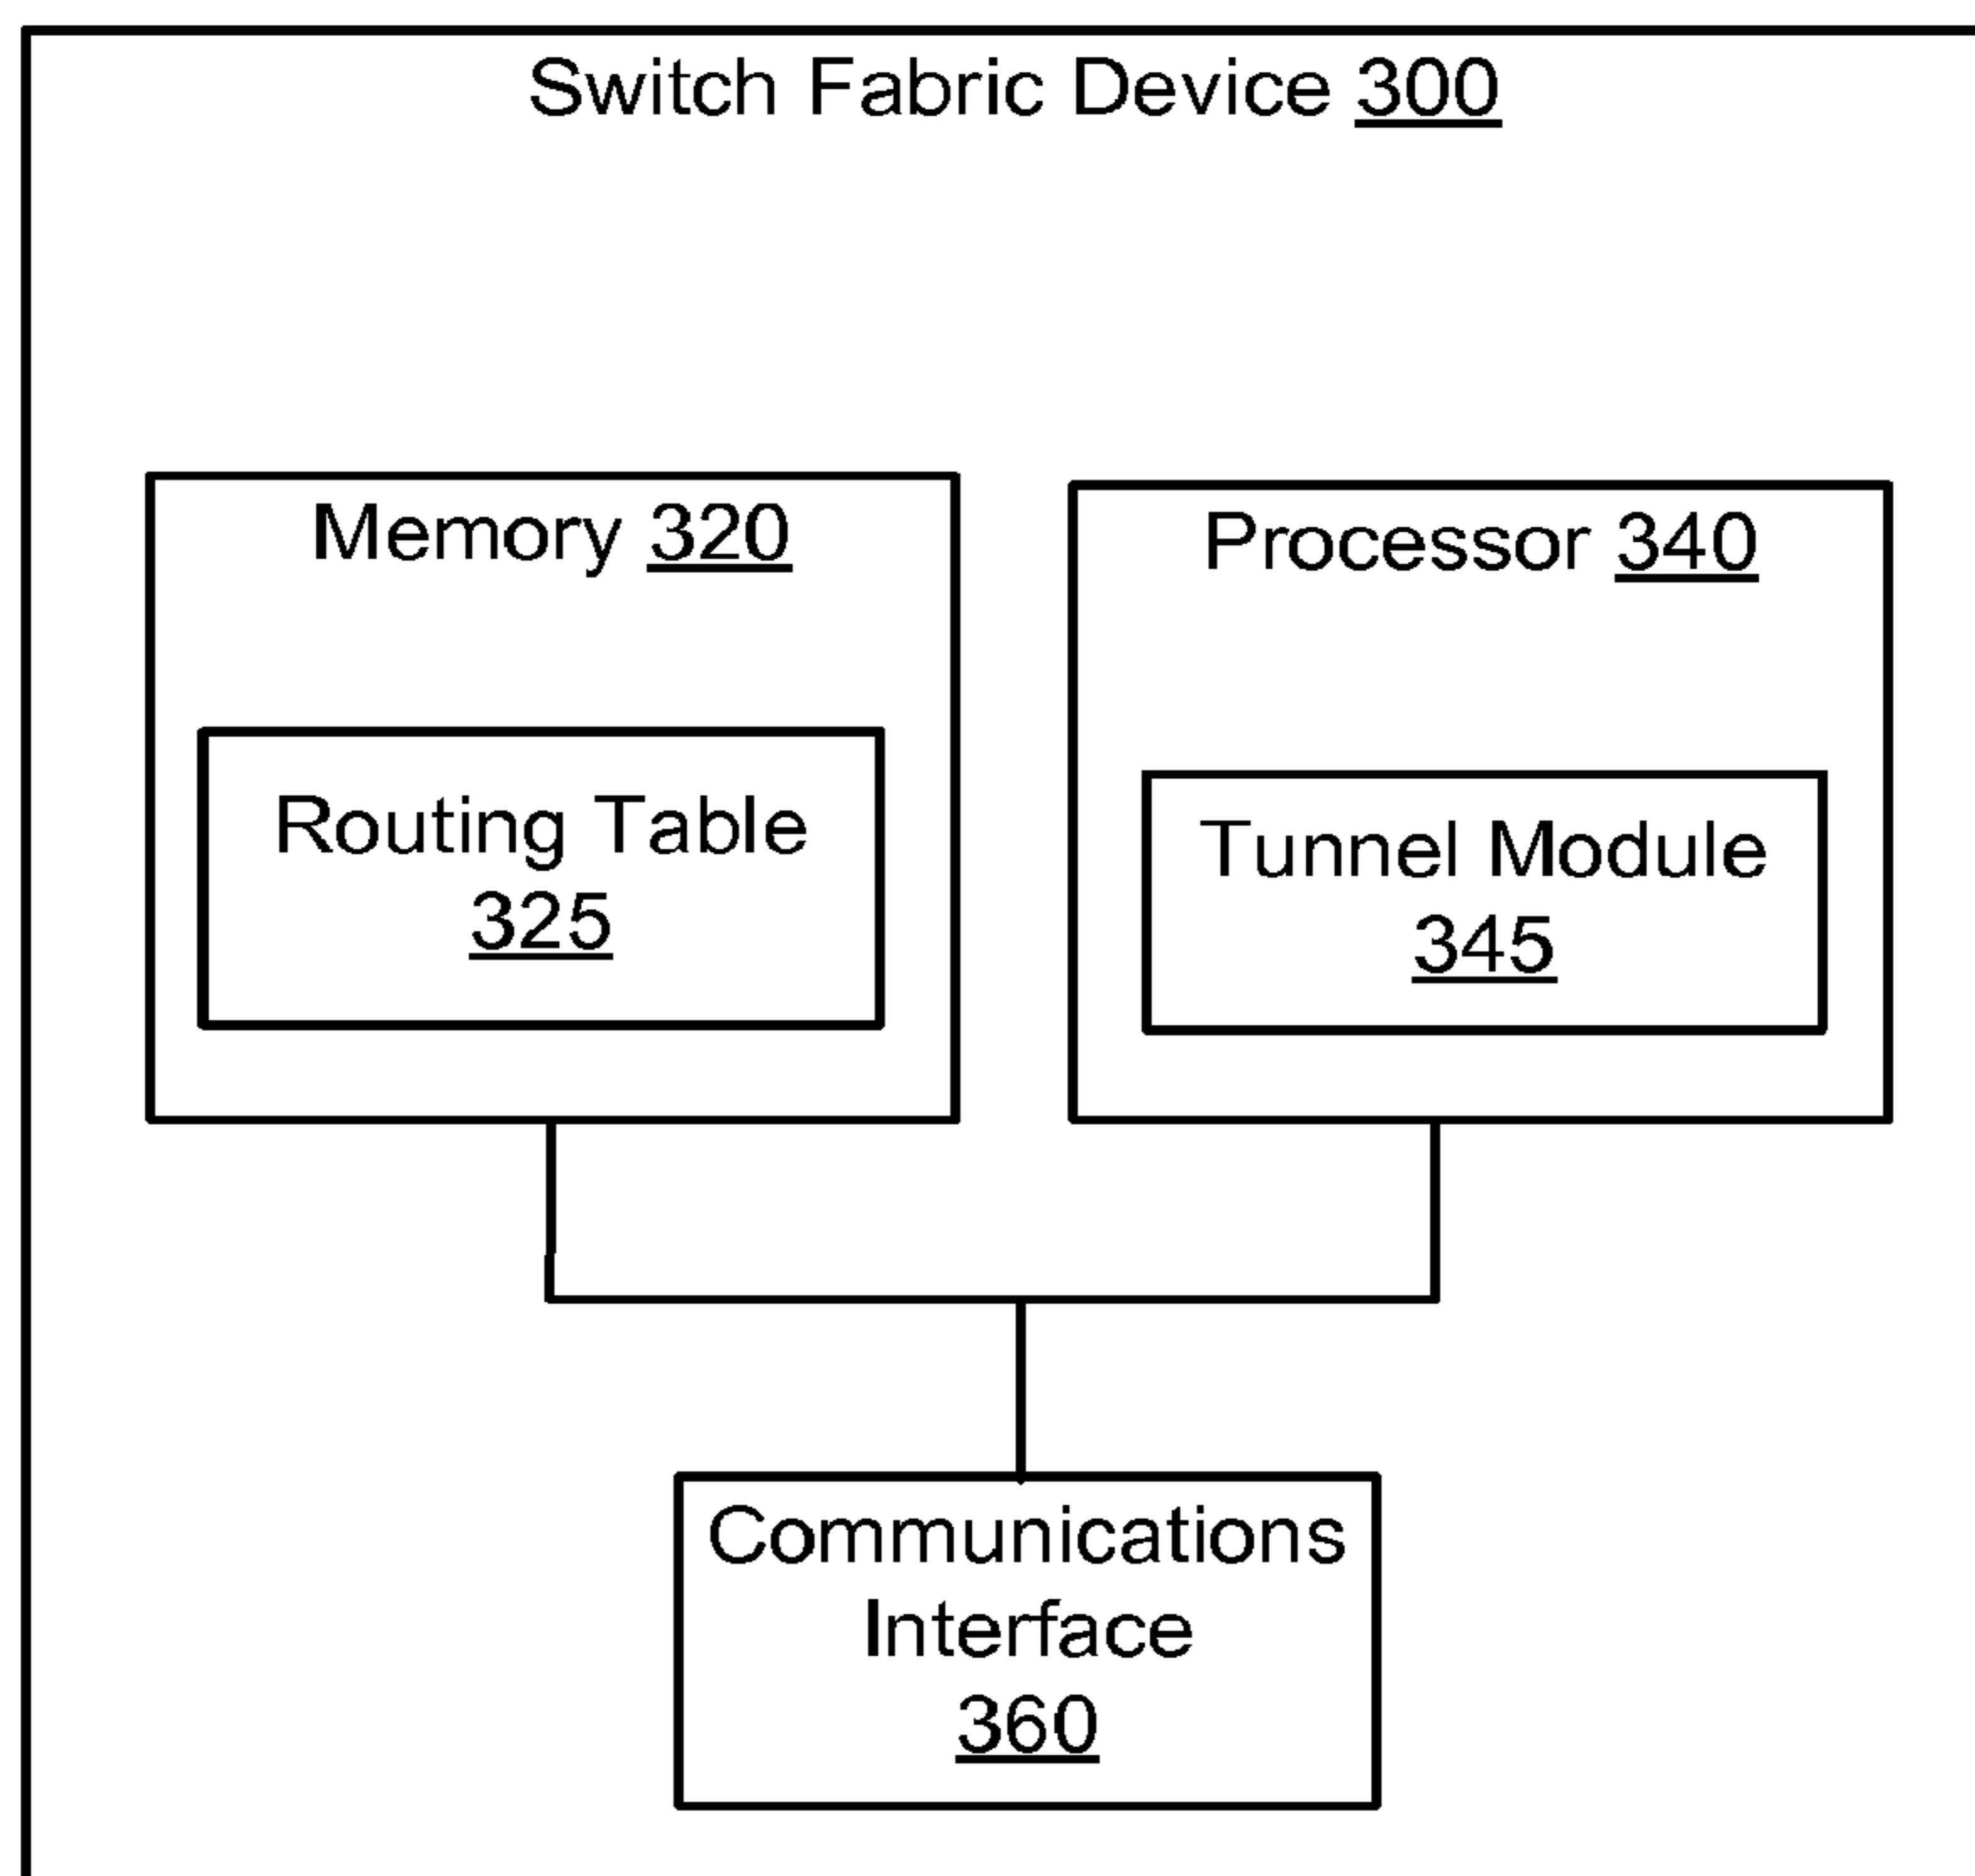 Switch Fabric Device 300
Memory 320
Processor 340
Routing Table
325
Tunnel Module
345
Communications
Interface
360